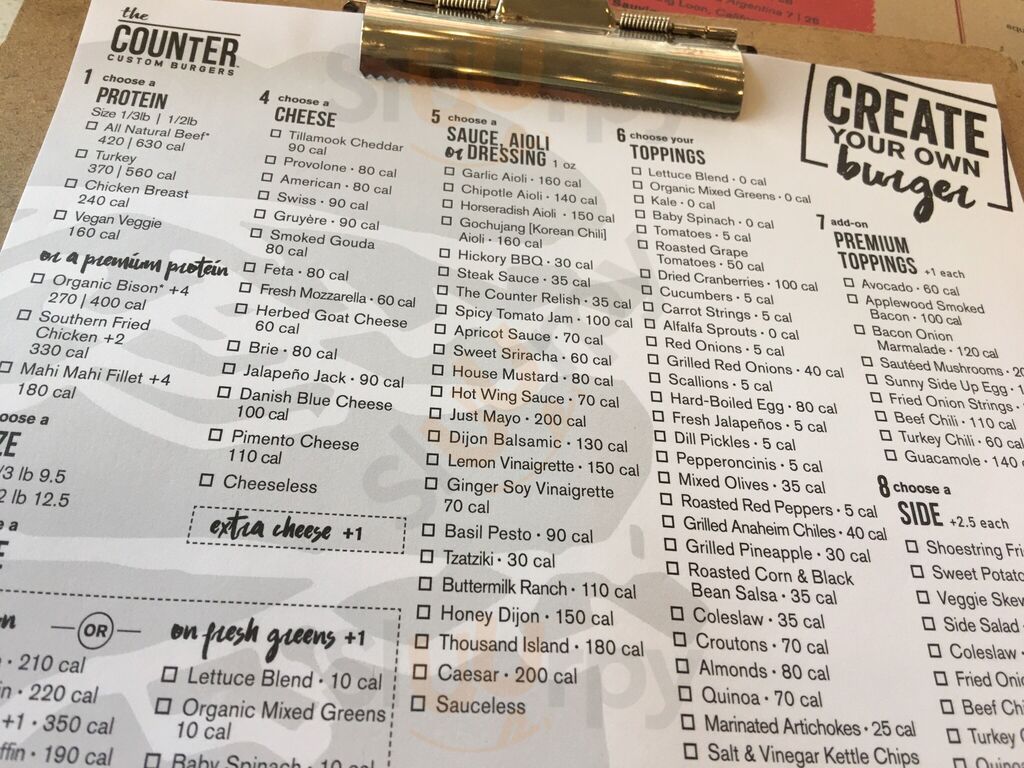 Argentina 7 | 26
the
COUNTER
CUSTOM BURGERS
CREATE
YOUR OWN
burger
1 choose a
PROTEIN
Size 1/3lb | 1/2lb
All Natural Beef*
420 | 630 cal
Turkey
370 | 560 cal
Chicken Breast
240 cal
Vegan Veggie
160 cal
or a premium protein
Organic Bison* +4
270 | 400 cal
Southern Fried
Chicken +2
330 cal
Mahi Mahi Fillet +4
180 cal
/3 lb 9.5
lb 12.5
OR
· 210 cal
· 220 cal
+1 · 350 cal
· 190 cal
on fresh greens +1
Lettuce Blend · 10 cal
Organic Mixed Greens
10 cal
Baby Spinach · 10 cal
4 choose a
CHEESE
Tillamook Cheddar
90 cal
Provolone · 80 cal
American · 80 cal
Swiss · 90 cal
Gruyère · 90 cal
Smoked Gouda
80 cal
Feta · 80 cal
Fresh Mozzarella · 60 cal
Herbed Goat Cheese
60 cal
Brie · 80 cal
Jalapeño Jack · 90 cal
Danish Blue Cheese
100 cal
Pimento Cheese
110 cal
Cheeseless
extra cheese +1
5 choose a
SAUCE, AIOLI
or DRESSING 1 oz
Garlic Aioli · 160 cal
Chipotle Aioli · 140 cal
Horseradish Aioli · 150 cal
Gochujang [Korean Chili]
Aioli · 160 cal
Hickory BBQ · 30 cal
Steak Sauce · 35 cal
The Counter Relish · 35 cal
Spicy Tomato Jam · 100 cal
Apricot Sauce · 70 cal
Sweet Sriracha · 60 cal
House Mustard · 80 cal
Hot Wing Sauce · 70 cal
Just Mayo · 200 cal
Dijon Balsamic · 130 cal
Lemon Vinaigrette · 150 cal
Ginger Soy Vinaigrette
70 cal
Basil Pesto · 90 cal
Tzatziki · 30 cal
Buttermilk Ranch · 110 cal
Honey Dijon · 150 cal
Thousand Island · 180 cal
Caesar · 200 cal
Sauceless
6 choose your
TOPPINGS
Lettuce Blend · 0 cal
Organic Mixed Greens · 0 cal
Kale · 0 cal
Baby Spinach · 0 cal
Tomatoes · 5 cal
Roasted Grape
Tomatoes · 50 cal
Dried Cranberries · 100 cal
Cucumbers · 5 cal
Carrot Strings · 5 cal
Alfalfa Sprouts · 0 cal
Red Onions · 5 cal
Grilled Red Onions · 40 cal
Scallions · 5 cal
Hard-Boiled Egg · 80 cal
Fresh Jalapeños · 5 cal
Dill Pickles · 5 cal
Pepperoncinis · 5 cal
Mixed Olives · 35 cal
Roasted Red Peppers · 5 cal
Grilled Anaheim Chiles · 40 cal
Grilled Pineapple · 30 cal
Roasted Corn & Black
Bean Salsa · 35 cal
Coleslaw · 35 cal
Croutons · 70 cal
Almonds · 80 cal
Quinoa · 70 cal
Marinated Artichokes · 25 cal
Salt & Vinegar Kettle Chips
7 add-on
PREMIUM
TOPPINGS +1 each
Avocado · 60 cal
Applewood Smoked
Bacon · 100 cal
Bacon Onion
Marmalade · 120 cal
Sautéed Mushrooms ·
Sunny Side Up Egg ·
Fried Onion Strings ·
Beef Chili · 110 cal
Turkey Chili · 60 cal
Guacamole · 140
8 choose a
SIDE +2.5 each
Shoestring
Sweet
Veggie
Side Salad
Coleslaw
Fried
Beef
Turkey